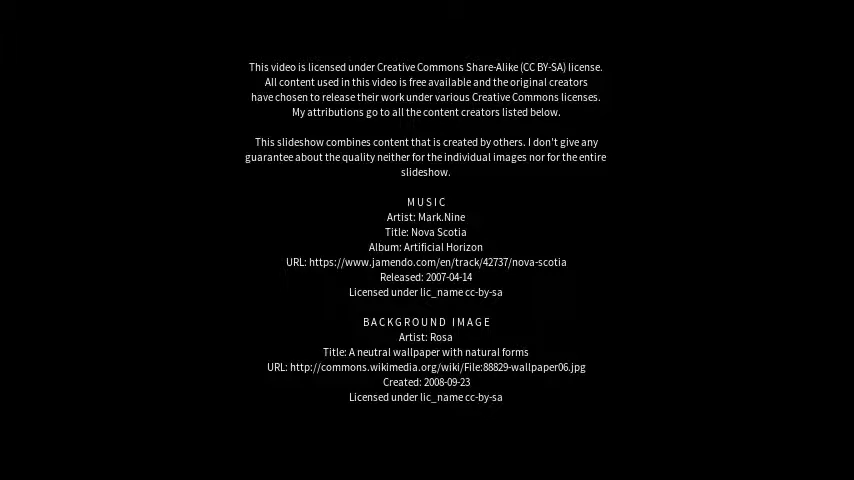 This video is licensed under Creative Commons Share-Alike (CC BY-SA) license.
All content used in this video is free available and the original creators
have chosen to release their work under various Creative Commons licenses.
My attributions go to all the content creators listed below.
This slideshow combines content that is created by others. I don't give any
guarantee about the quality neither for the individual images nor for the entire
slideshow.
MUSIC
Artist: Mark.Nine
Title: Nova Scotia
Album: Artificial Horizon
URL: https://www.jamendo.com/en/track/42737/nova-scotia
Released: 2007-04-14
Licensed under lic_name cc-by-sa
BACKGROUND IMAGE
Artist: Rosa
Title: A neutral wallpaper with natural forms
URL: http://commons.wikimedia.org/wiki/File:88829-wallpaper06.jpg
Created: 2008-09-23
Licensed under lic_name cc-by-sa